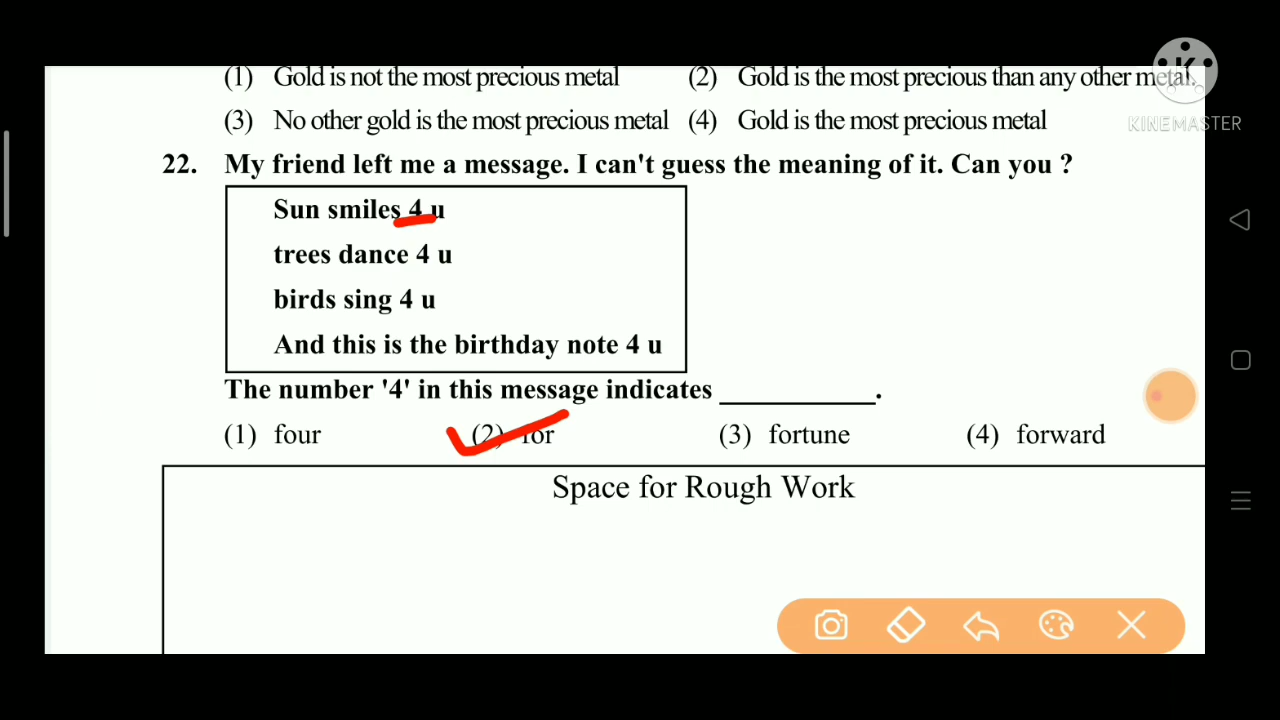 (1) Gold is not the most precious metal (2) Gold is the most precious than any other metal.
(3) No other gold is the most precious metal (4) Gold is the most precious metal
KINEMASTER
22. My friend left me a message. I can't guess the meaning of it. Can you ?
Sun smiles 4 u
trees dance 4 u
birds sing 4 u
And this is the birthday note 4 u
The number '4' in this message indicates ___________.
(1) four (2) for (3) fortune (4) forward
Space for Rough Work